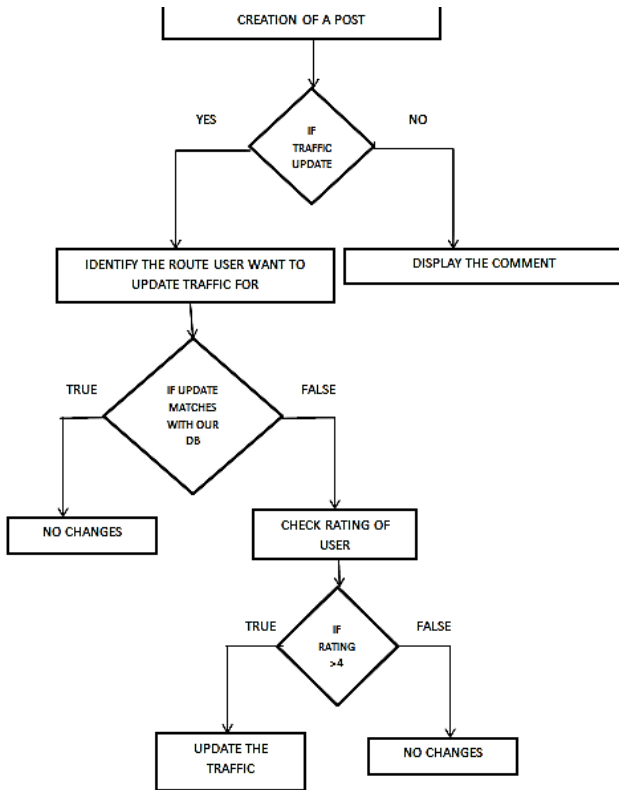 CREATION OF A POST
YES
NO
IF
TRAFFIC
UPDATE
IDENTIFY THE ROUTE USER WANT TO
UPDATE TRAFFIC FOR
DISPLAY THE COMMENT
TRUE
FALSE
IF UPDATE
MATCHES
WITH OUR
DB
NO CHANGES
CHECK RATING OF
USER
TRUE
FALSE
IF
RATING
>4
UPDATE THE
TRAFFIC
NO CHANGES